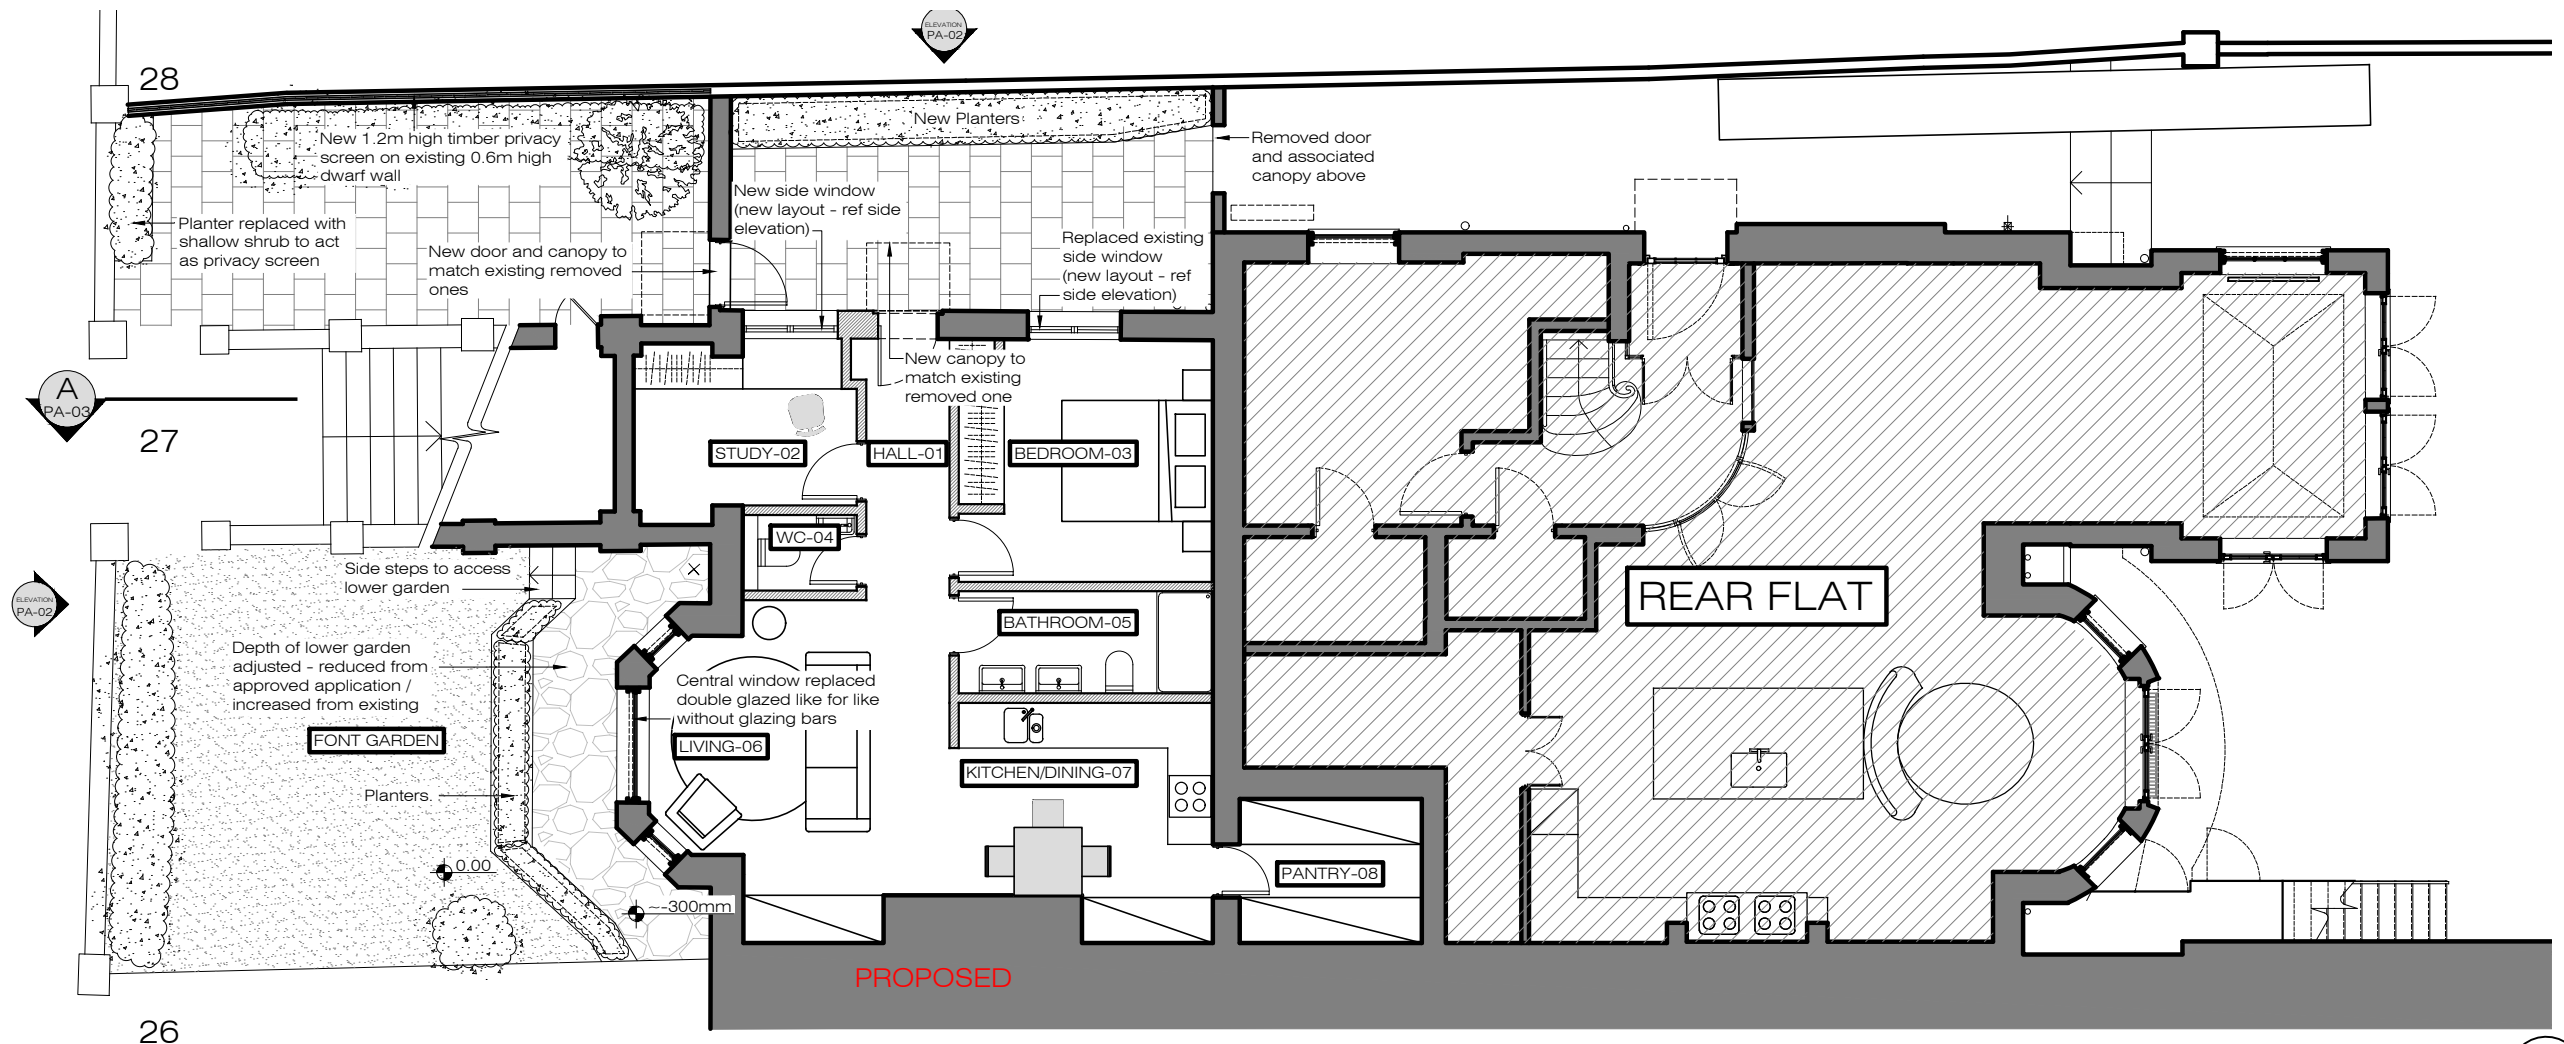 ELEVATION
PA-02
28
New 1.2m high timber privacy
screen on existing 0.6m high
dwarf wall
New Planters
Removed door
and associated
canopy above
Planter replaced with
shallow shrub to act
as privacy screen
New door and canopy to
match existing removed
ones
New side window
(new layout - ref side
elevation)
Replaced existing
side window
(new layout - ref
side elevation)
New canopy to
match existing
removed one
A
PA-03
27
STUDY-02
HALL-01
BEDROOM-03
WC-04
Side steps to access
lower garden
ELEVATION
PA-02
BATHROOM-05
REAR FLAT
Depth of lower garden
adjusted - reduced from
approved application /
increased from existing
Central window replaced
double glazed like for like
without glazing bars
FONT GARDEN
LIVING-06
KITCHEN/DINING-07
Planters.
0.00
PANTRY-08
~-300mm
PROPOSED
26